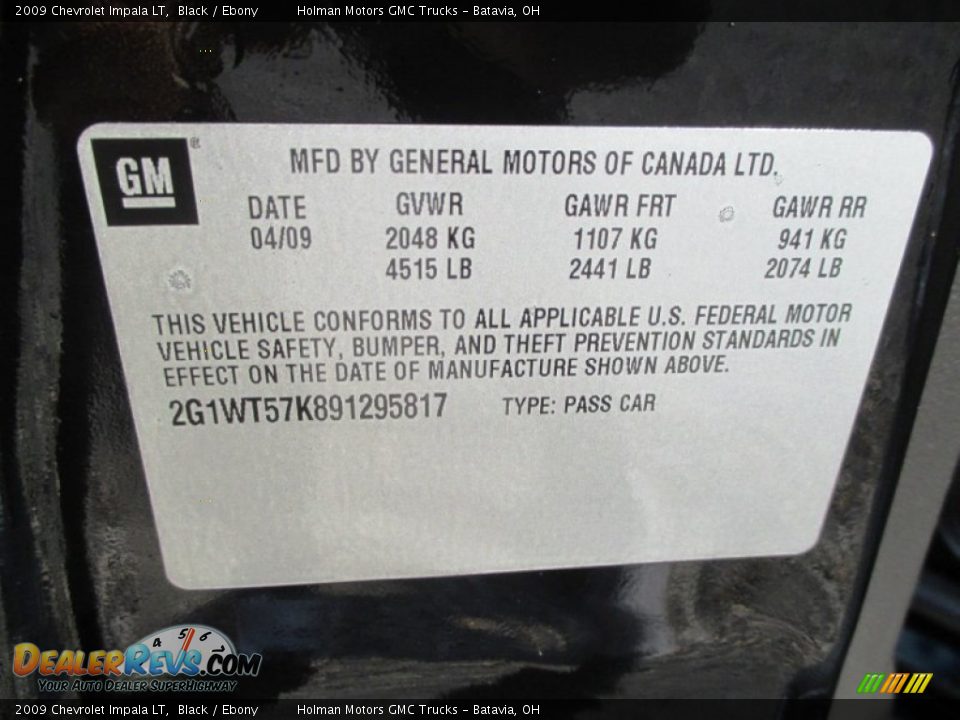 2009 Chevrolet Impala LT,  Black / Ebony        Holman Motors GMC Trucks - Batavia, OH
GM®
MFD BY GENERAL MOTORS OF CANADA LTD.
DATE GVWR GAWR FRT GAWR RR
04/09 2048 KG 1107 KG 941 KG
4515 LB 2441 LB 2074 LB
THIS VEHICLE CONFORMS TO ALL APPLICABLE U.S. FEDERAL MOTOR
VEHICLE SAFETY, BUMPER, AND THEFT PREVENTION STANDARDS IN
EFFECT ON THE DATE OF MANUFACTURE SHOWN ABOVE.
2G1WT57K891295817 TYPE: PASS CAR
4 5 6
DEALERREVS.COM
YOUR AUTO DEALER SUPERHIGHWAY
2009 Chevrolet Impala LT,  Black / Ebony        Holman Motors GMC Trucks - Batavia, OH